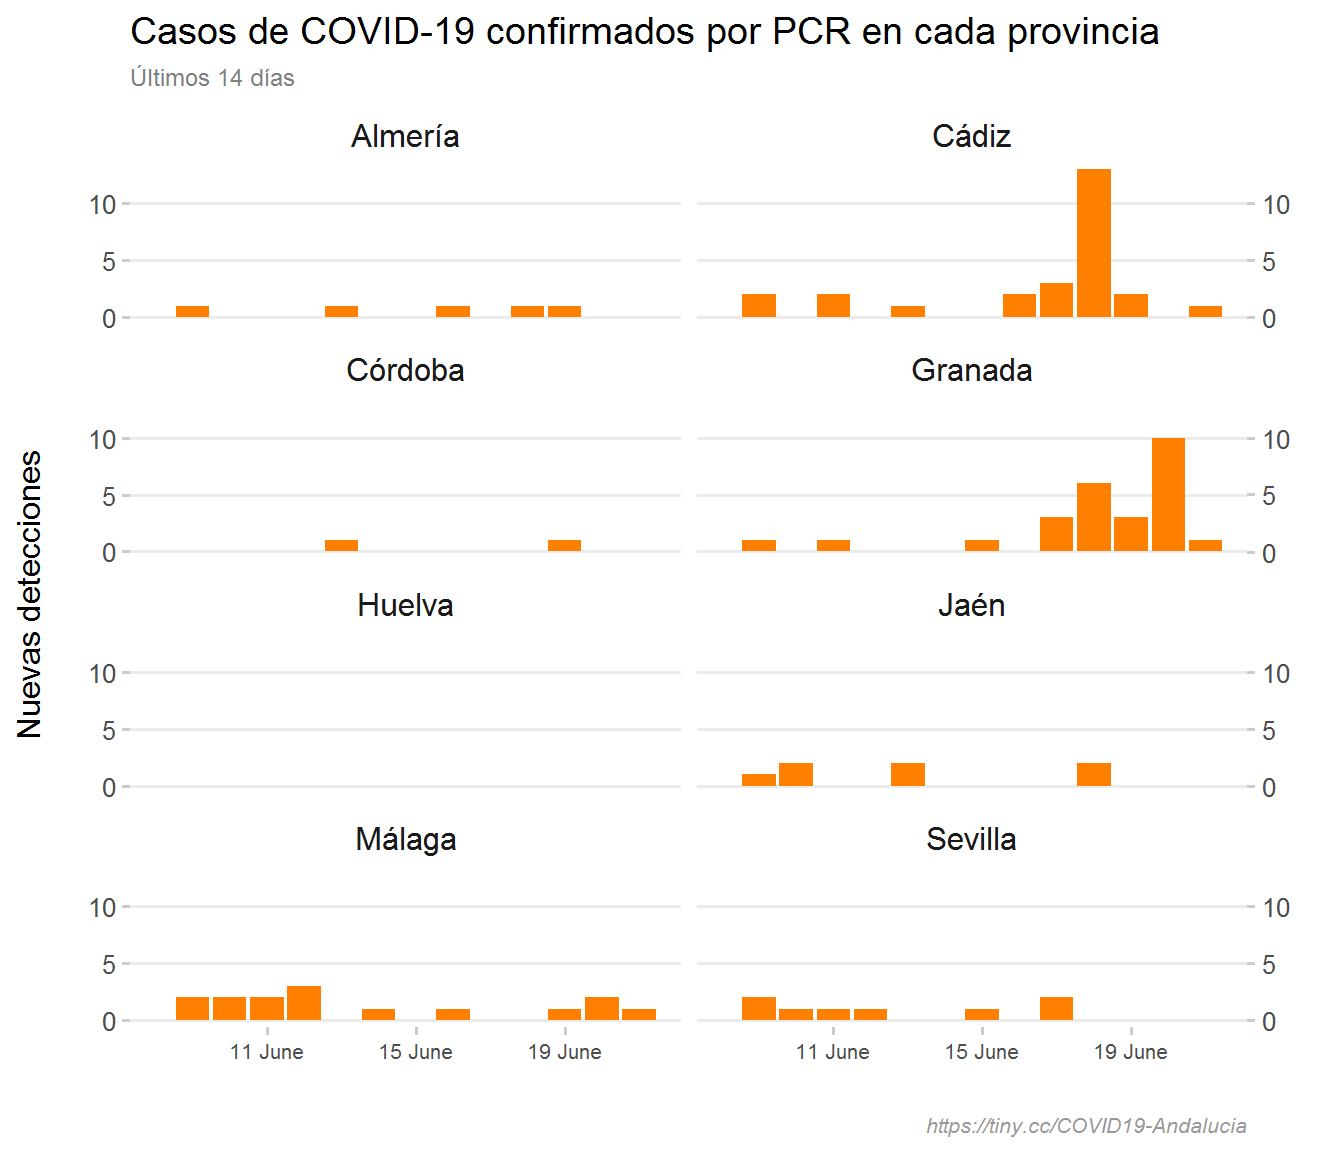 Casos de COVID-19 confirmados por PCR en cada provincia
Últimos 14 días
Nuevas detecciones
Almería
Cádiz
10
5
0
10
5
0
Córdoba
Granada
10
5
0
10
5
0
Huelva
Jaén
10
5
0
10
5
0
Málaga
Sevilla
10
5
0
10
5
0
11 June 15 June 19 June
11 June 15 June 19 June
https://tiny.cc/COVID19-Andalucia